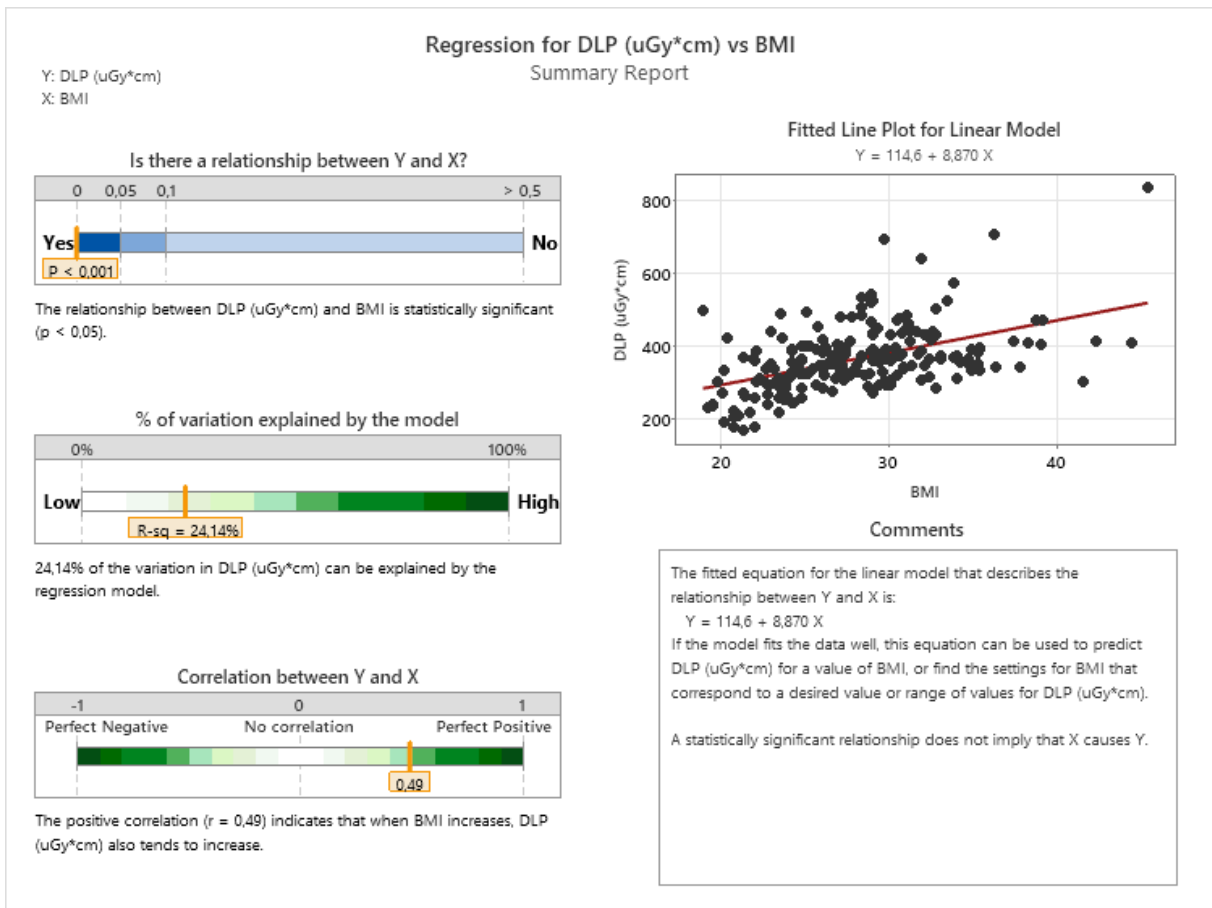 Regression for DLP (uGy*cm) vs BMI
Summary Report
Y: DLP (uGy*cm)
X: BMI
Is there a relationship between Y and X?
0 0,05 0,1 > 0,5
Yes No
P < 0,001
The relationship between DLP (uGy*cm) and BMI is statistically significant
(p < 0,05).
% of variation explained by the model
0% 100%
Low High
R-sq = 24,14%
24,14% of the variation in DLP (uGy*cm) can be explained by the
regression model.
Correlation between Y and X
-1 0 1
Perfect Negative No correlation Perfect Positive
0,49
The positive correlation (r = 0,49) indicates that when BMI increases, DLP
(uGy*cm) also tends to increase.
Fitted Line Plot for Linear Model
Y = 114,6 + 8,870 X
800
600
400
200
DLP (uGy*cm)
20 30 40
BMI
Comments
The fitted equation for the linear model that describes the
relationship between Y and X is:
Y = 114,6 + 8,870 X
If the model fits the data well, this equation can be used to predict
DLP (uGy*cm) for a value of BMI, or find the settings for BMI that
correspond to a desired value or range of values for DLP (uGy*cm).
A statistically significant relationship does not imply that X causes Y.